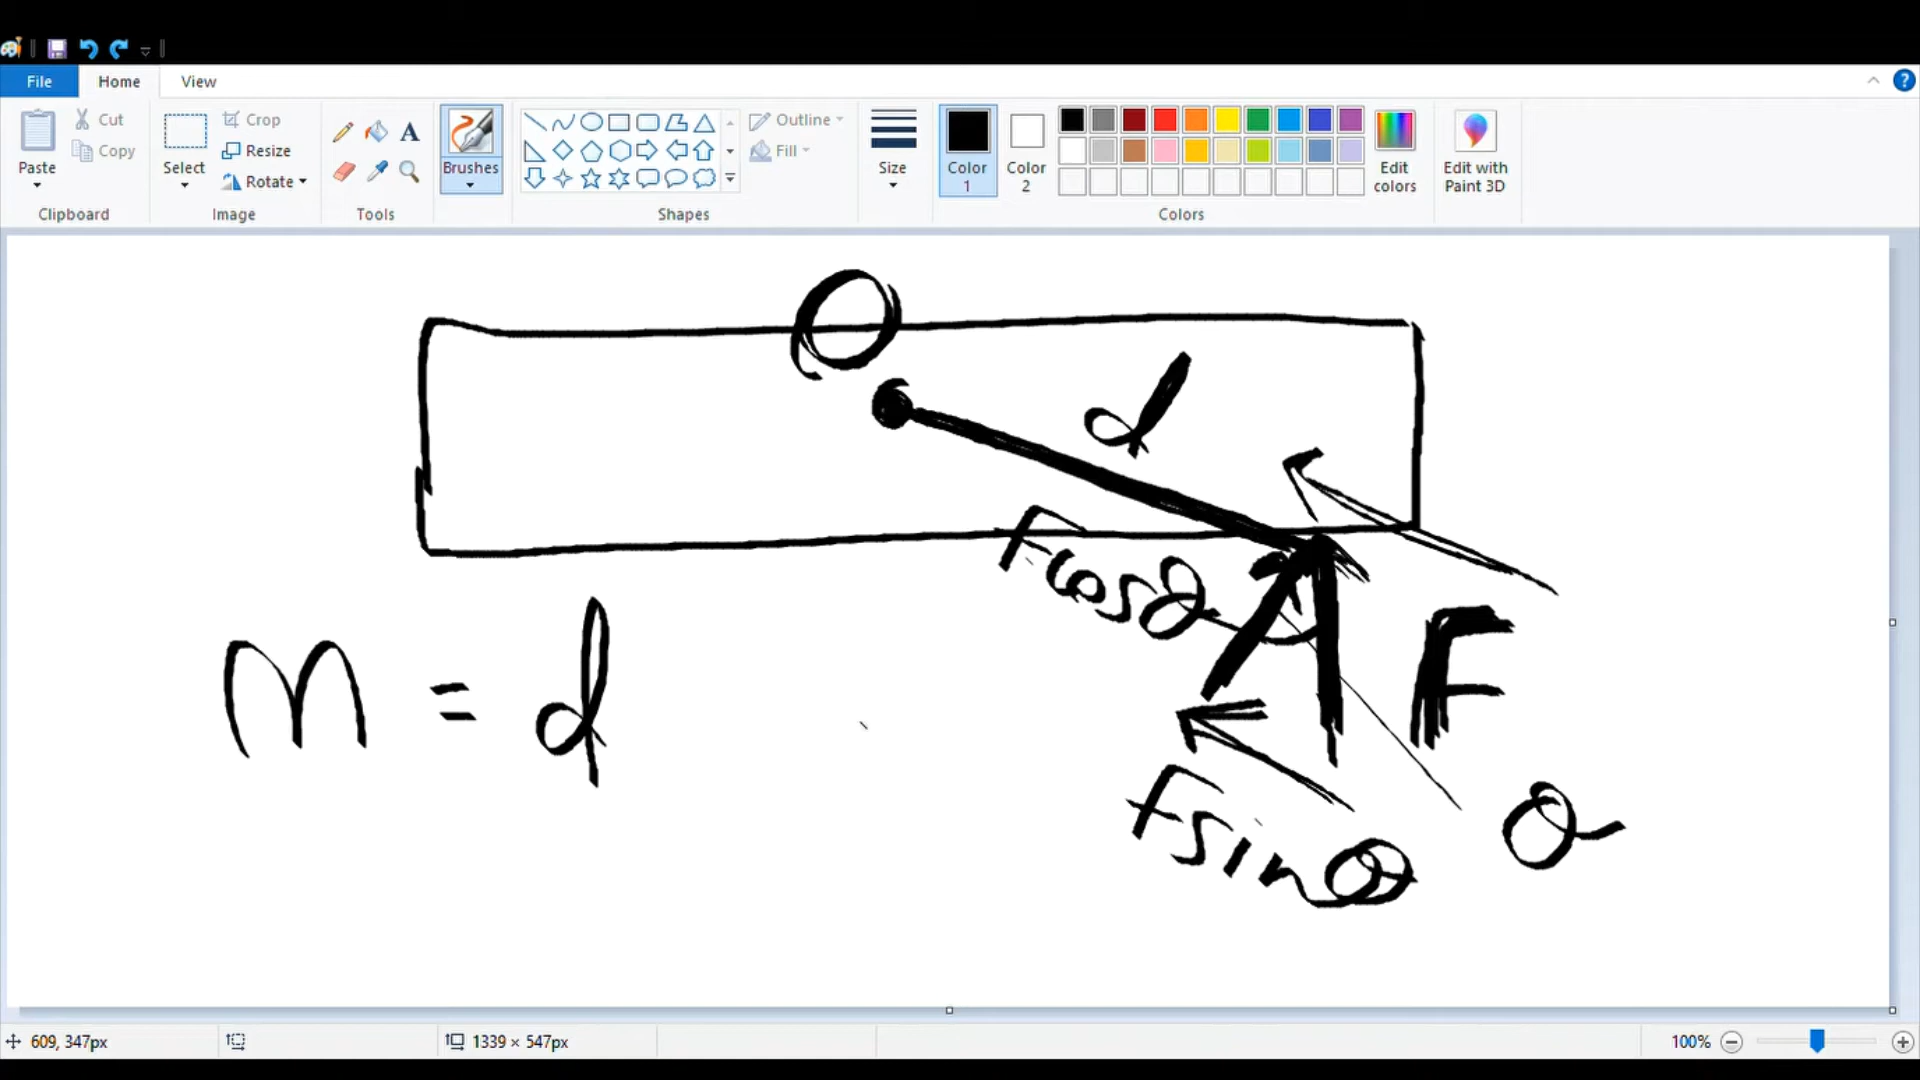 File Home View
Paste
Cut
Copy
Clipboard
Select
Crop
Resize
Rotate
Image
A
Tools
Brushes
Outline
Fill
Shapes
Size
Color 1
Color 2
Edit colors
Edit with Paint 3D
Colors
O
d
Fcosθ
F
M = d
θ
Fsinθ
609, 347px
1339 × 547px
100%